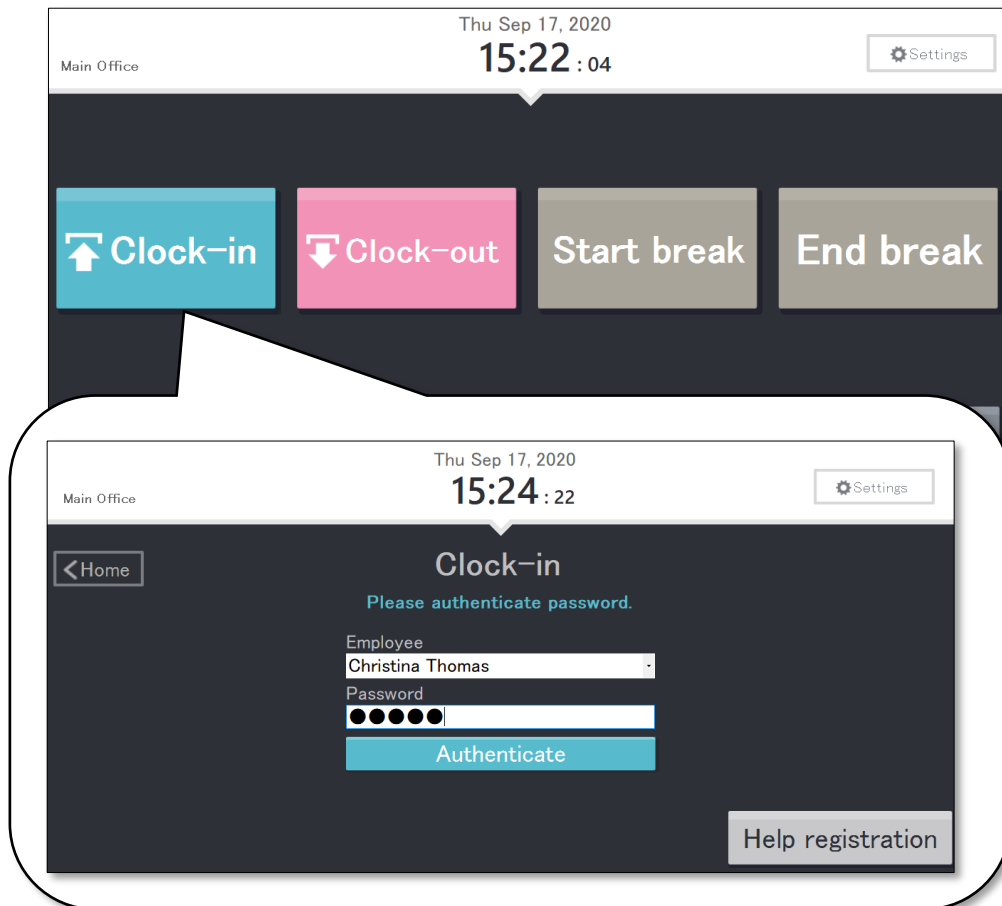 Thu Sep 17, 2020
15:22 : 04
Main Office
Settings
Clock-in
Clock-out
Start break
End break
Thu Sep 17, 2020
15:24 : 22
Main Office
Settings
Home
Clock-in
Please authenticate password.
Employee
Christina Thomas
Password
●●●●●
Authenticate
Help registration